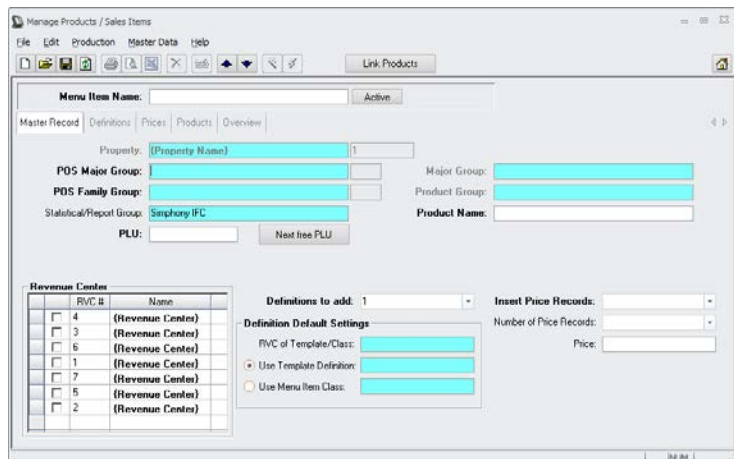 Manage Products / Sales Items
File Edit Production Master Data Help
Link Products
Menu Item Name: Active
Master Record Definitions Prices Products Overview
Property: {Property Name} 1
POS Major Group: Major Group:
POS Family Group: Product Group:
Statistical/Report Group: Simphony IFC Product Name:
PLU: Next free PLU
Revenue Center
RVC # Name
4 {Revenue Center}
3 {Revenue Center}
6 {Revenue Center}
1 {Revenue Center}
7 {Revenue Center}
5 {Revenue Center}
2 {Revenue Center}
Definitions to add: 1
Definition Default Settings
RVC of Template/Class:
Use Template Definition:
Use Menu Item Class:
Insert Price Records:
Number of Price Records:
Price:
NUM